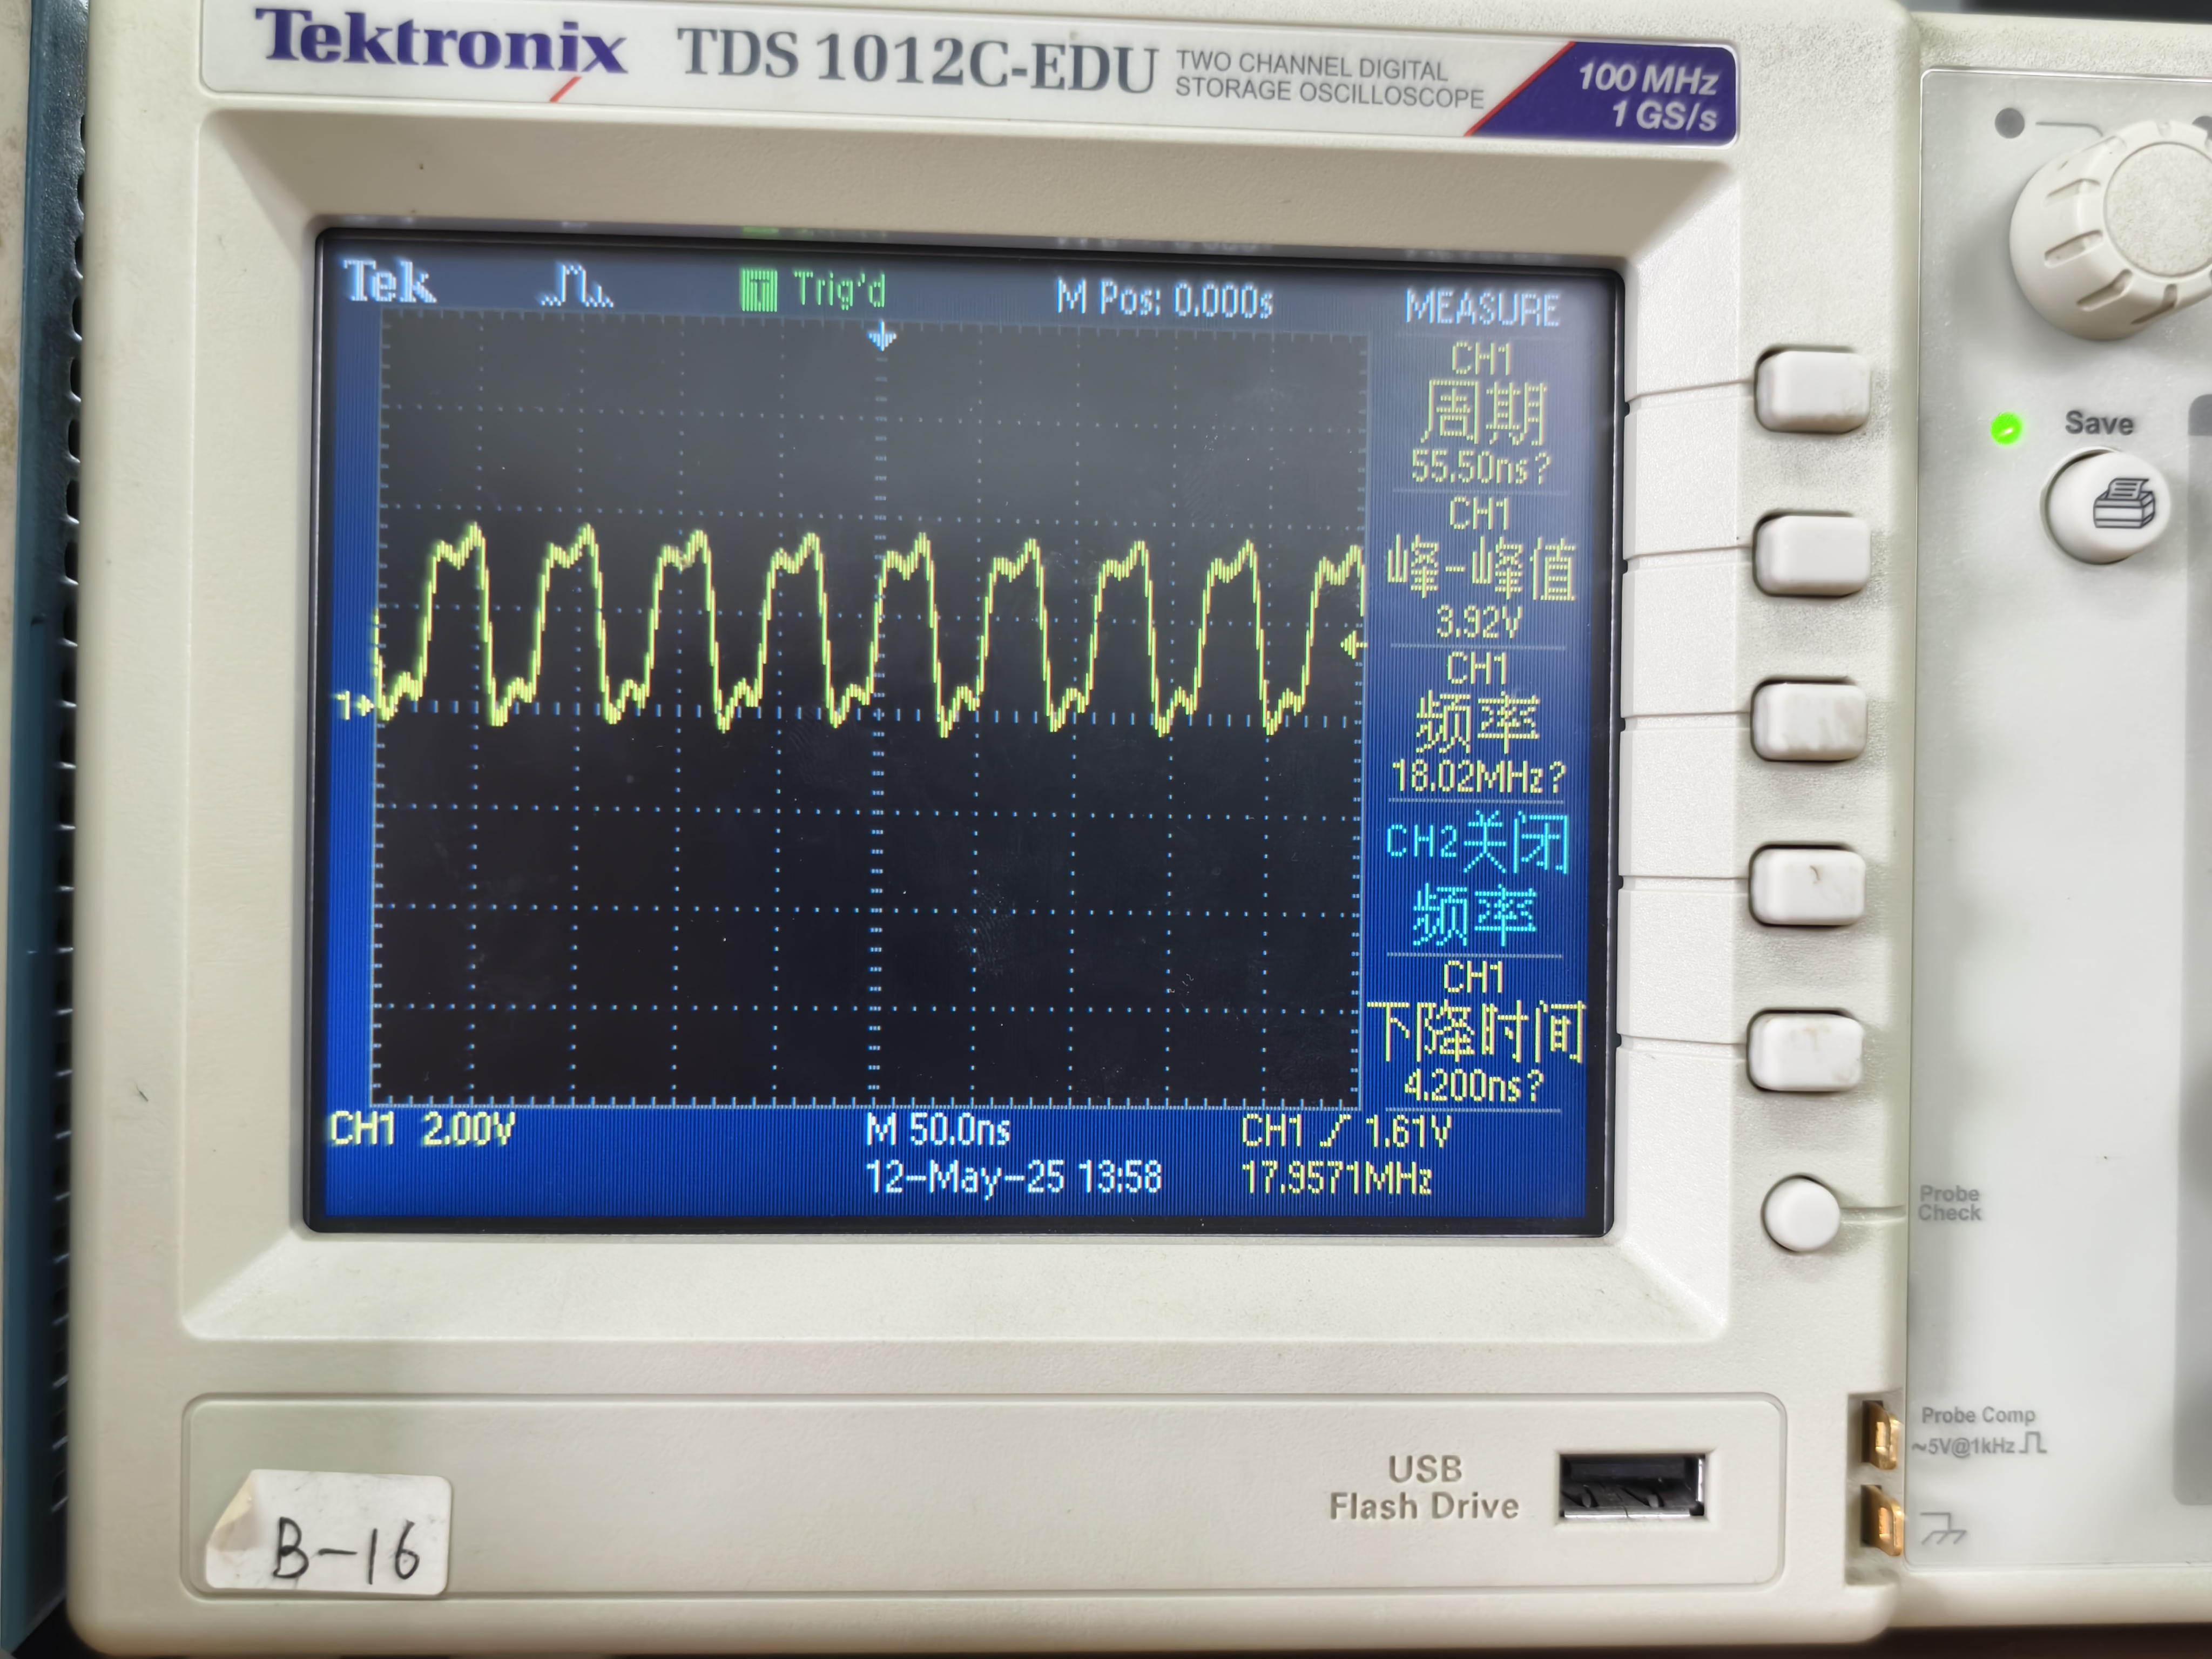 Tektronix TDS 1012C-EDU TWO CHANNEL DIGITAL
STORAGE OSCILLOSCOPE
100 MHz
1 GS/s
Tek Trig'd M Pos: 0.000s MEASURE
CH1
周期
55.50ns?
CH1
峰-峰值
3.92V
CH1
频率
18.02MHz?
CH2关闭
频率
CH1
下降时间
4.200ns?
1
CH1 2.00V M 50.0ns CH1 1.61V
12-May-25 13:58 17.9571MHz
Save
Probe
Check
Probe Comp
~5V@1kHz
USB
Flash Drive
B-16